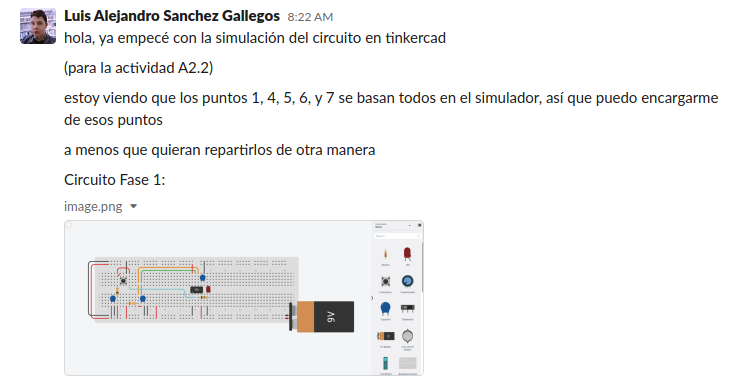 Luis Alejandro Sanchez Gallegos 8:22 AM
hola, ya empecé con la simulación del circuito en tinkercad
(para la actividad A2.2)
estoy viendo que los puntos 1, 4, 5, 6, y 7 se basan todos en el simulador, así que puedo encargarme
de esos puntos
a menos que quieran repartirlos de otra manera
Circuito Fase 1:
image.png
9V